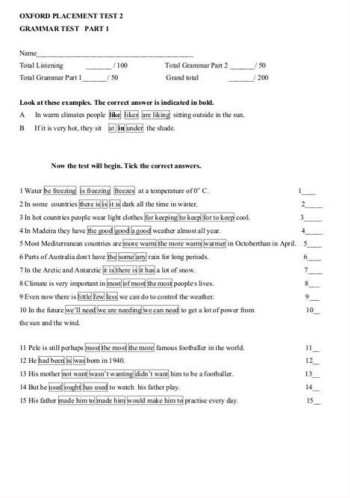 OXFORD PLACEMENT TEST 2
GRAMMAR TEST PART 1
Name
Total Listening / 100 Total Grammar Part 2 / 50
Total Grammar Part 1 / 50 Grand total / 200
Look at these examples. The correct answer is indicated in bold.
A In warm climates people like likes are liking sitting outside in the sun.
B If it is very hot, they sit at in under the shade.
Now the test will begin. Tick the correct answers.
1 Water be freezing is freezing freezes at a temperature of 0° C. 1
2 In some countries there is is it is dark all the time in winter. 2
3 In hot countries people wear light clothes for keeping to keep for to keep cool. 3
4 In Madeira they have the good good a good weather almost all year. 4
5 Most Mediterranean countries are more warm the more warm warmer in Octoberthan in April. 5
6 Parts of Australia don't have the some any rain for long periods. 6
7 In the Arctic and Antarctic it is there is it has a lot of snow. 7
8 Climate is very important in most of most the most people's lives. 8
9 Even now there is little few less we can do to control the weather. 9
10 In the future we'll need we are needing we can need to get a lot of power from 10
the sun and the wind.
11 Pele is still perhaps most the most the more famous footballer in the world. 11
12 He had been is was born in 1940. 12
13 His mother not want wasn't wanting didn't want him to be a footballer. 13
14 But he used ought has used to watch his father play. 14
15 His father made him to made him would make him to practise every day. 15